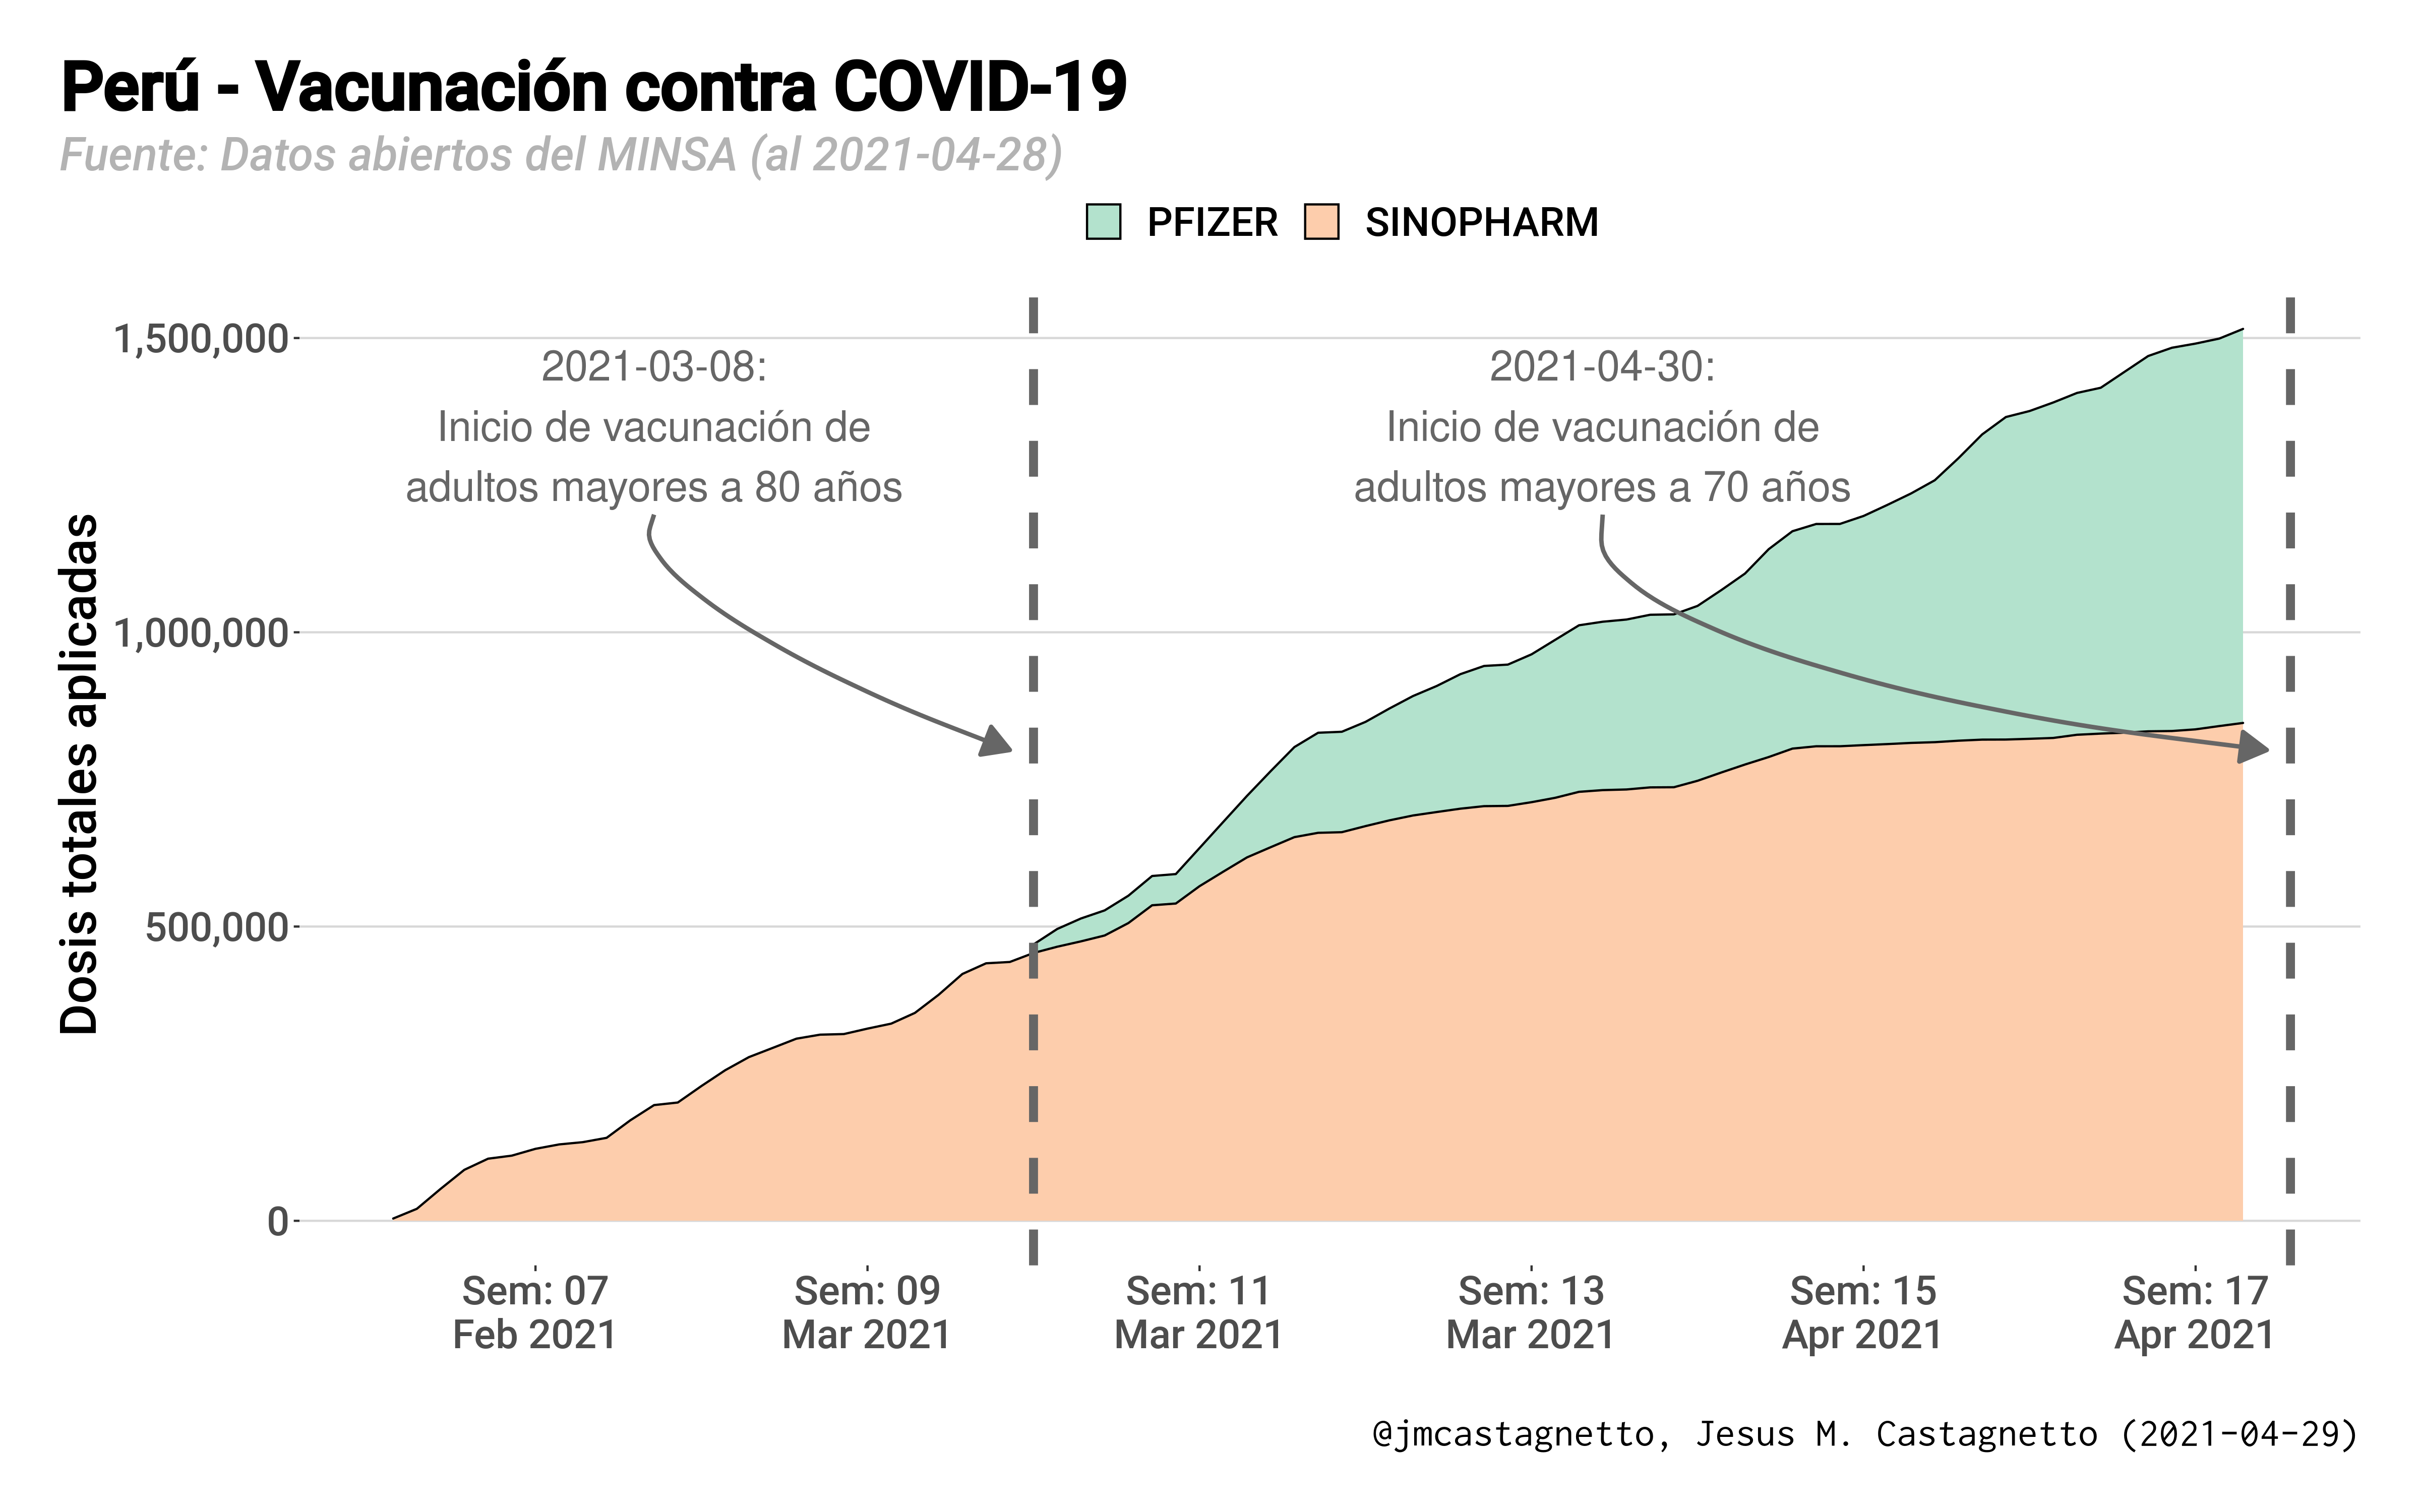 Perú - Vacunación contra COVID-19
Fuente: Datos abiertos del MINSA (al 2021-04-28)
PFIZER
SINOPHARM
Dosis totales aplicadas
1,500,000
1,000,000
500,000
0
2021-03-08:
Inicio de vacunación de
adultos mayores a 80 años
2021-04-30:
Inicio de vacunación de
adultos mayores a 70 años
Sem: 07
Feb 2021
Sem: 09
Mar 2021
Sem: 11
Mar 2021
Sem: 13
Mar 2021
Sem: 15
Apr 2021
Sem: 17
Apr 2021
@jmcastagnetto, Jesus M. Castagnetto (2021-04-29)